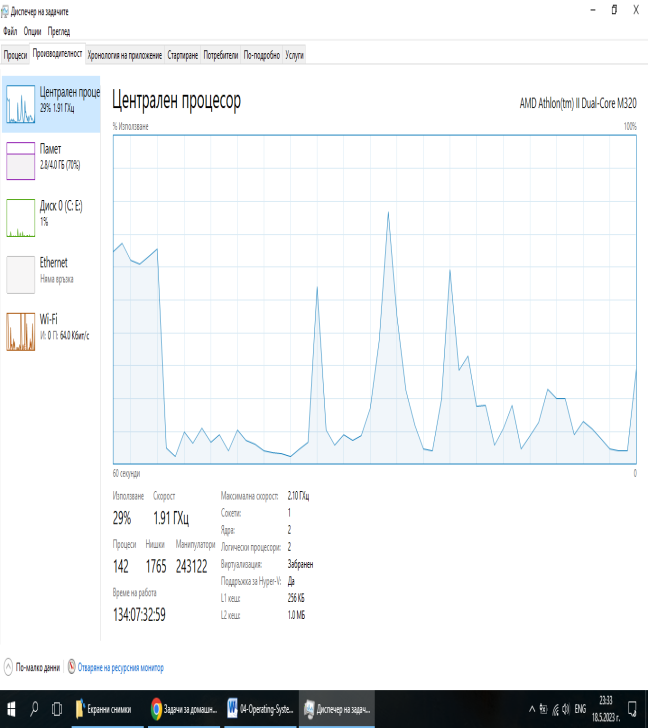 Диспечер на задачите
Файл Опции Преглед
Процеси Производителност Хронология на приложение Стартиране Потребители По-подробно Услуги
Централен проце
29% 1.91 ГХц
Памет
2.8/4.0 ГБ (70%)
Диск 0 (C: E:)
1%
Ethernet
Няма връзка
Wi-Fi
И: 0 П: 64.0 Кбит/с
Централен процесор
AMD Athlon(tm) II Dual-Core M320
% Използване
100%
60 секунди
0
Използване Скорост
29% 1.91 ГХц
Процеси Нишки Манипулатори
142 1765 243122
Време на работа
134:07:32:59
Максимална скорост: 2.10 ГХц
Сокети: 1
Ядра: 2
Логически процесори: 2
Виртуализация: Забранен
Поддръжка за Hyper-V: Да
L1 кеш: 256 КБ
L2 кеш: 1.0 МБ
По-малко данни
Отваряне на ресурсния монитор
Екранни снимки
Задачи за домашн...
04-Operating-Syste...
Диспечер на задач...
ENG
23:33
18.5.2023 г.